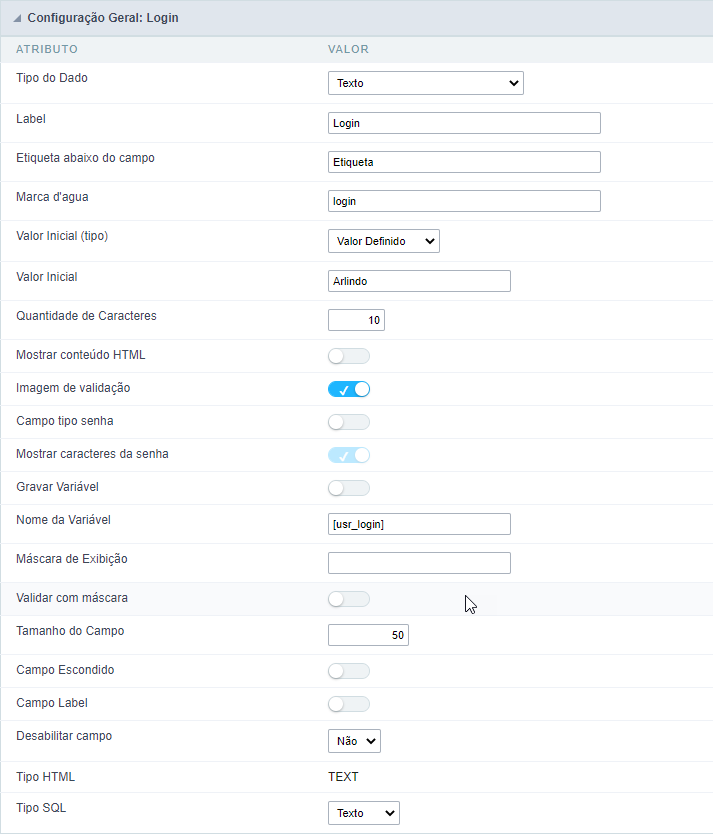 Configuração Geral: Login
ATRIBUTO VALOR
Tipo do Dado Texto
Label Login
Etiqueta abaixo do campo Etiqueta
Marca d'agua login
Valor Inicial (tipo) Valor Definido
Valor Inicial Arlindo
Quantidade de Caracteres 10
Mostrar conteúdo HTML
Imagem de validação
Campo tipo senha
Mostrar caracteres da senha
Gravar Variável
Nome da Variável [usr_login]
Máscara de Exibição
Validar com máscara
Tamanho do Campo 50
Campo Escondido
Campo Label
Desabilitar campo Não
Tipo HTML TEXT
Tipo SQL Texto